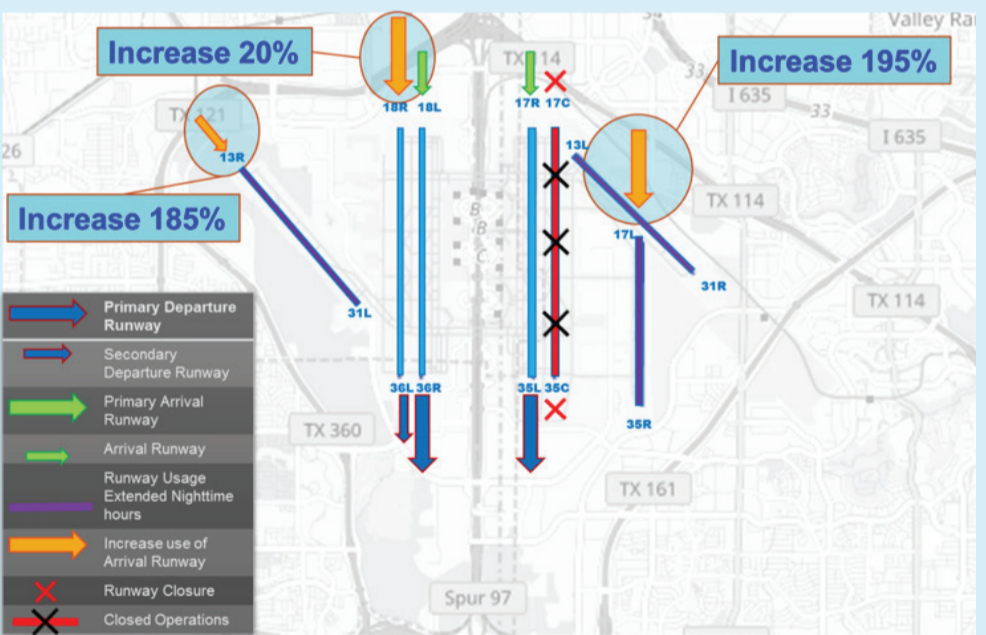 Valley Ra
Increase 20%
TX 114
33
Increase 195%
I 635
33
18R 18L
17R 17C
TX 121
I 635
26
13R
13L
TX 114
Increase 185%
B
B
C
17L
31R
31L
TX 114
Primary Departure
Runway
Secondary
Departure Runway
36L 36R
35L 35C
Primary Arrival
Runway
TX 360
35R
Arrival Runway
Runway Usage
Extended Nighttime
hours
TX 161
Increase use of
Arrival Runway
Runway Closure
Spur 97
Closed Operations